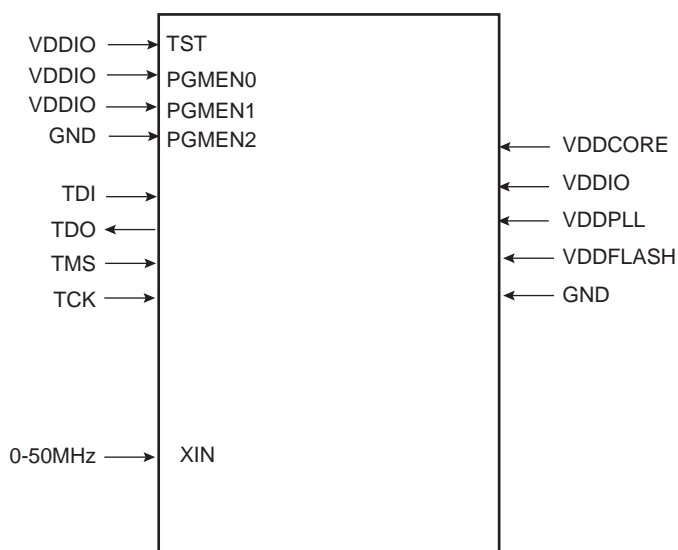 VDDIO TST
VDDIO PGMEN0
VDDIO PGMEN1
GND PGMEN2
VDDCORE
VDDIO
TDI
VDDPLL
TDO
VDDFLASH
TMS
GND
TCK
0-50MHz XIN